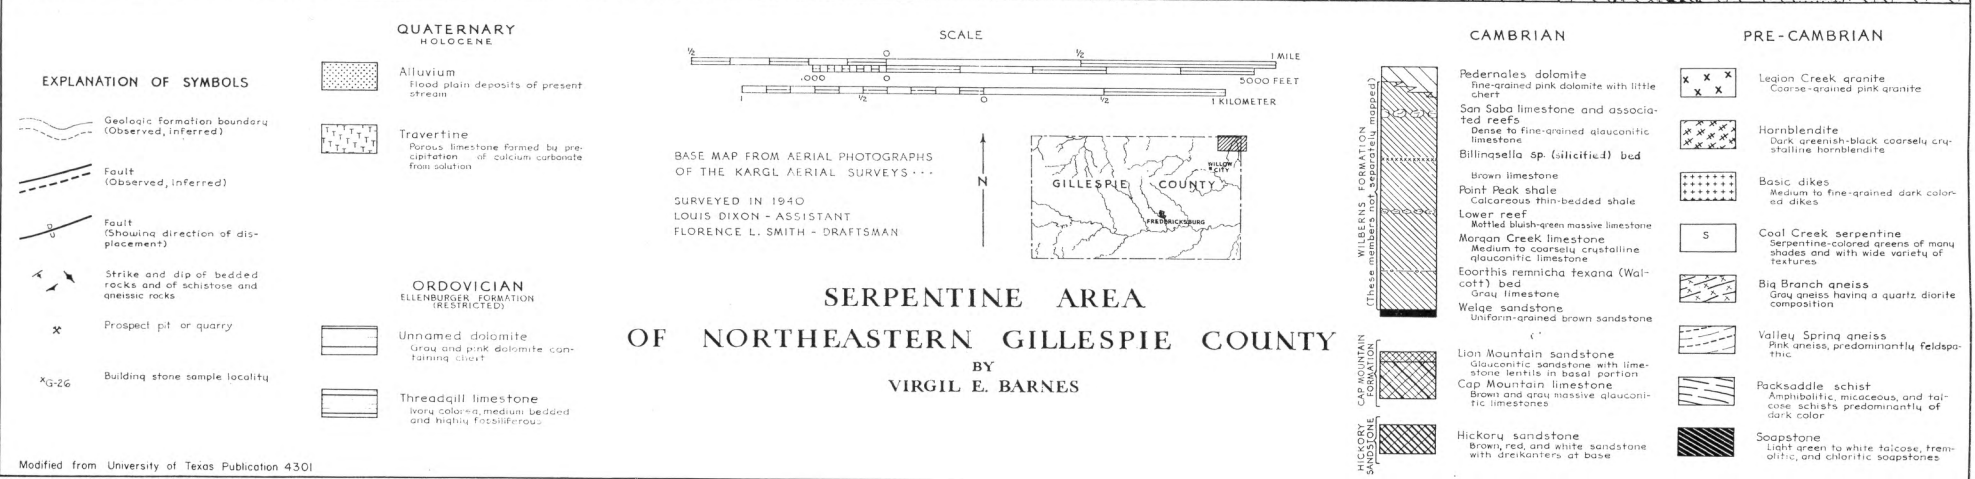 EXPLANATION OF SYMBOLS
Geologic formation boundary
(Observed, inferred)
Fault
(Observed, Inferred)
Fault
(Showing direction of dis-
placement)
Strike and dip of bedded
rocks and of schistose and
gneissic rocks
Prospect pit or quarry
xG-26
Building stone sample locality
Modified from University of Texas Publication 4301
QUATERNARY
HOLOCENE
Alluvium
Flood plain deposits of present
stream
Travertine
Porous limestone formed by pre-
cipitation of calcium carbonate
from solution
ORDOVICIAN
ELLENBURGER FORMATION
(RESTRICTED)
Unnamed dolomite
Gray and pink dolomite con-
taining chert
Threadgill limestone
Ivory colored, medium bedded
and highly fossiliferous
SCALE
½ 0 ½ 1 MILE
1000 0 5000 FEET
1 ½ 0 ½ 1 KILOMETER
BASE MAP FROM AERIAL PHOTOGRAPHS
OF THE KARGL AERIAL SURVEYS ···
SURVEYED IN 1940
LOUIS DIXON - ASSISTANT
FLORENCE L. SMITH - DRAFTSMAN
N
WILLOW
CITY
GILLESPIE COUNTY
FREDERICKSBURG
SERPENTINE AREA
OF NORTHEASTERN GILLESPIE COUNTY
BY
VIRGIL E. BARNES
CAMBRIAN
WILBERNS FORMATION
(These members not separately mapped)
Pedernales dolomite
Fine-grained pink dolomite with little
chert
San Saba limestone and associa-
ted reefs
Dense to fine-grained glauconitic
limestone
Billingsella sp. (silicified) bed
Brown limestone
Point Peak shale
Calcareous thin-bedded shale
Lower reef
Mottled bluish-green massive limestone
Morgan Creek limestone
Medium to coarsely crystalline
glauconitic limestone
Eoorthis remnicha texana (Wal-
cott) bed
Gray limestone
Welge sandstone
Uniform-grained brown sandstone
CAP MOUNTAIN
FORMATION
Lion Mountain sandstone
Glauconitic sandstone with lime-
stone lentils in basal portion
Cap Mountain limestone
Brown and gray massive glauconi-
tic limestones
HICKORY
SANDSTONE
Hickory sandstone
Brown, red, and white sandstone
with dreikanters at base
PRE-CAMBRIAN
Legion Creek granite
Coarse-grained pink granite
Hornblendite
Dark greenish-black coarsely cry-
stalline hornblendite
Basic dikes
Medium to fine-grained dark color-
ed dikes
S
Coal Creek serpentine
Serpentine-colored greens of many
shades and with wide variety of
textures
Big Branch gneiss
Gray gneiss having a quartz diorite
composition
Valley Spring gneiss
Pink gneiss, predominantly feldspa-
thic
Packsaddle schist
Amphibolitic, micaceous, and tal-
cose schists predominantly of
dark color
Soapstone
Light green to white talcose, trem-
olitic, and chloritic soapstones